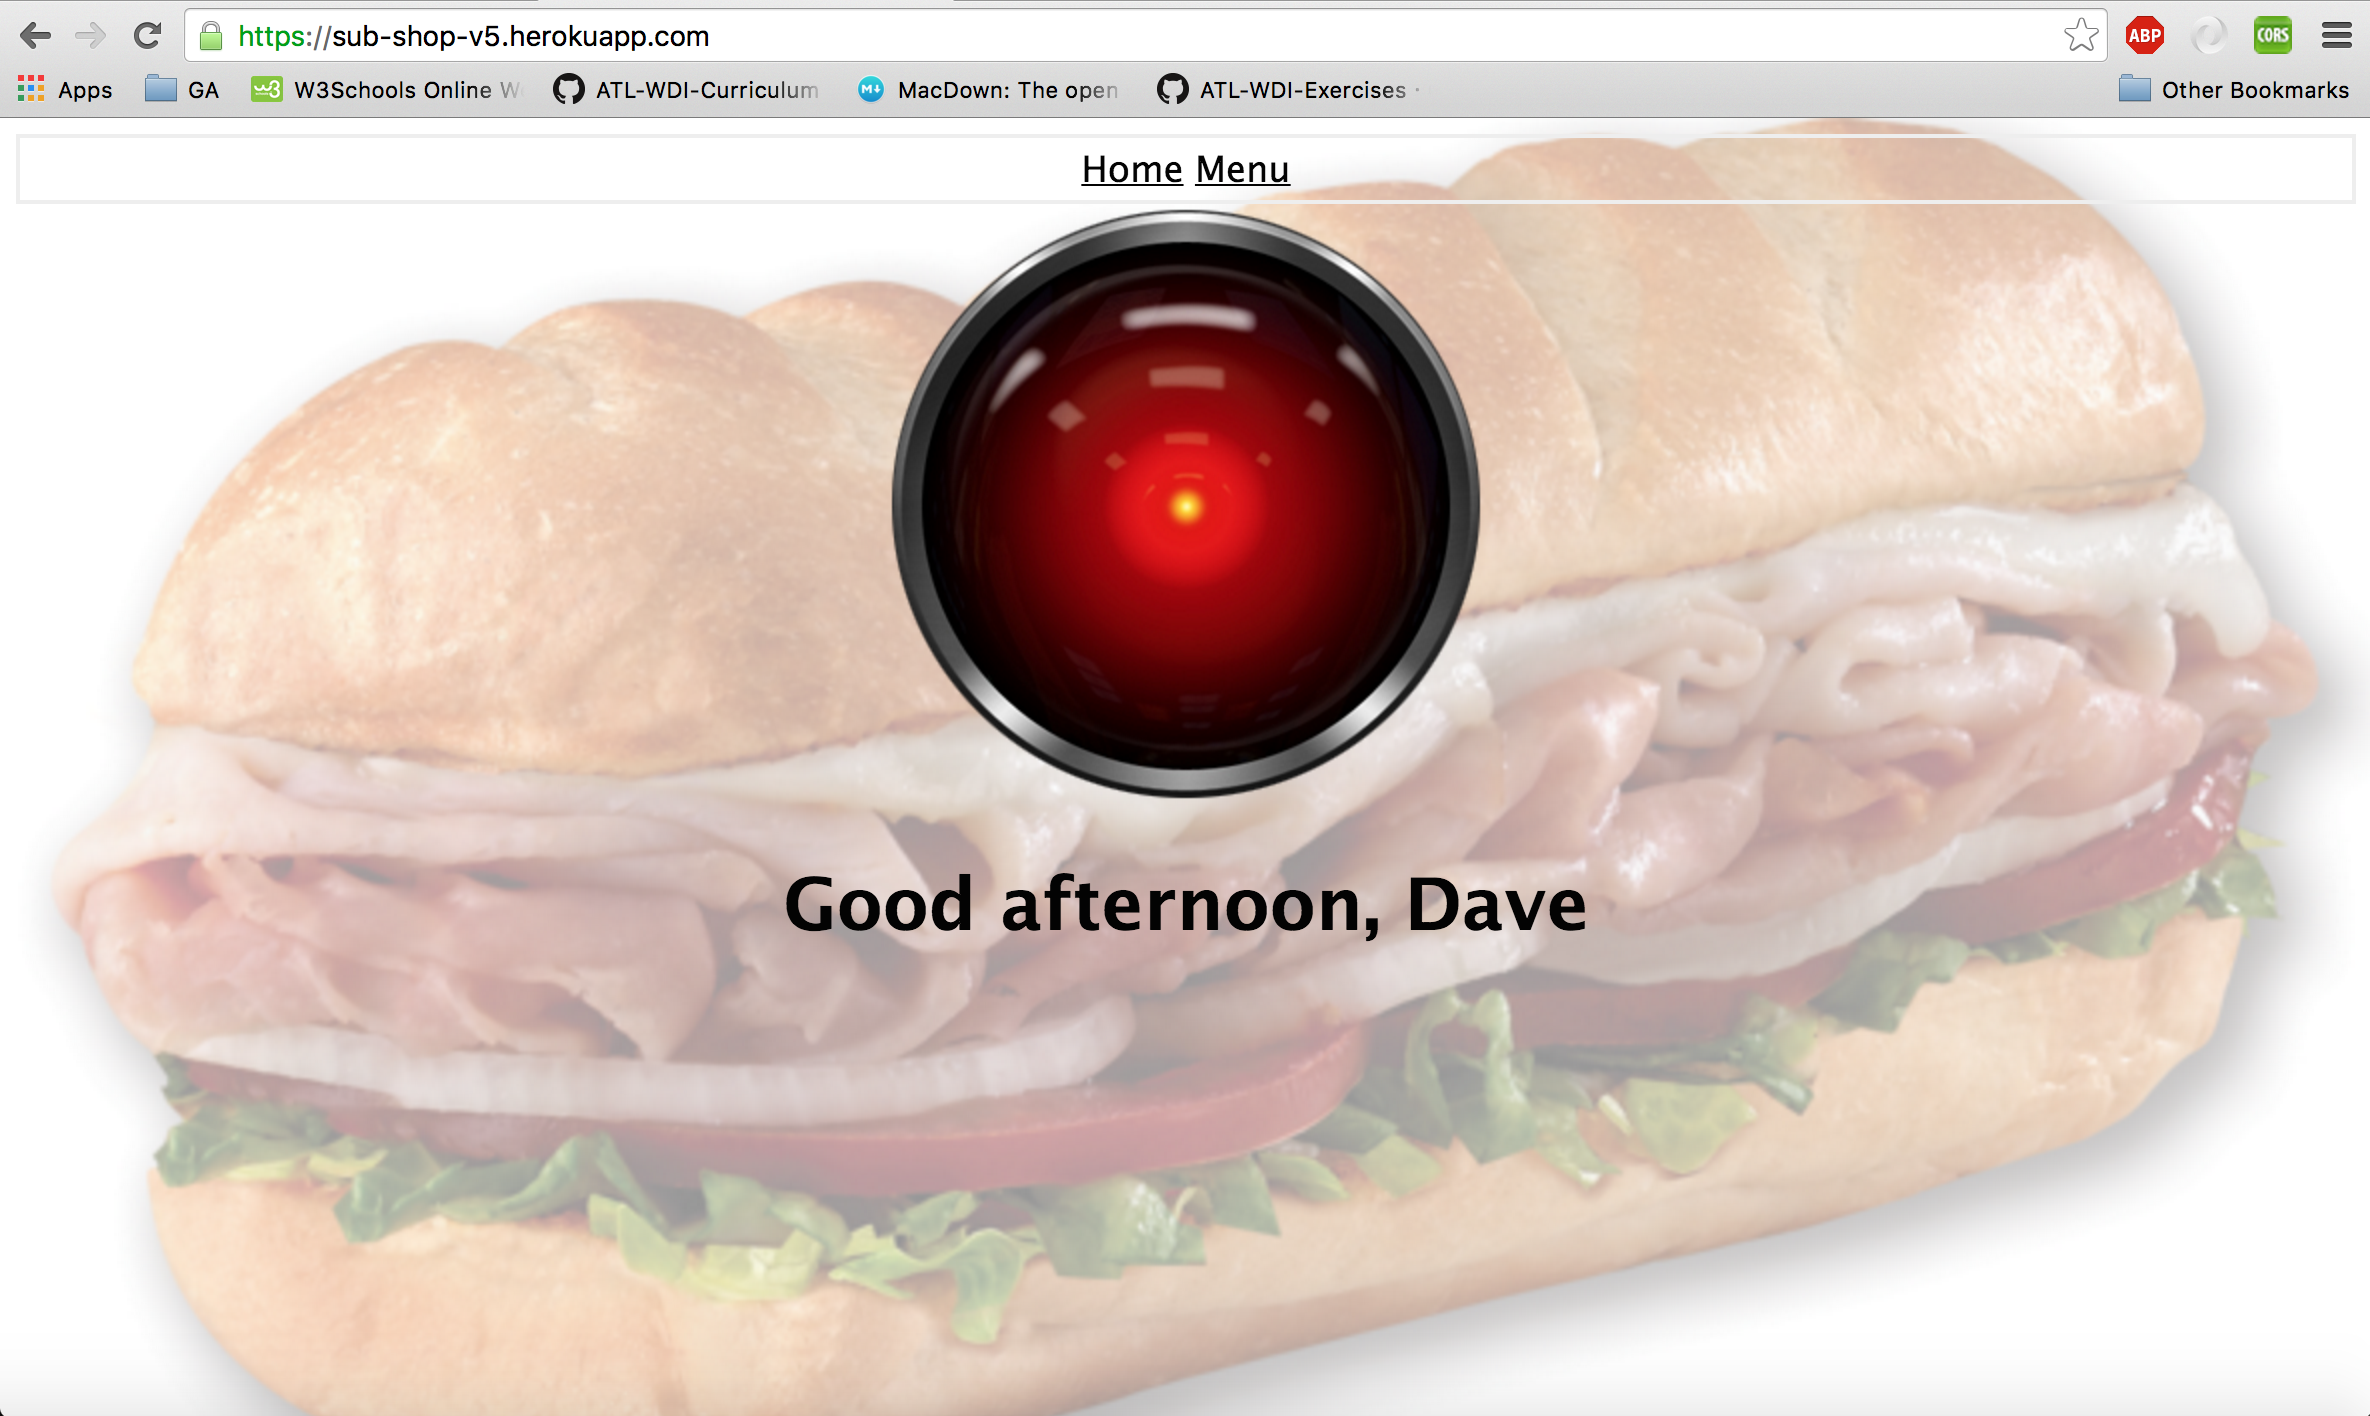 https://sub-shop-v5.herokuapp.com
ABP
CORS
Apps GA W3Schools Online ATL-WDI-Curriculum MacDown: The open ATL-WDI-Exercises · Other Bookmarks
Home Menu
Good afternoon, Dave